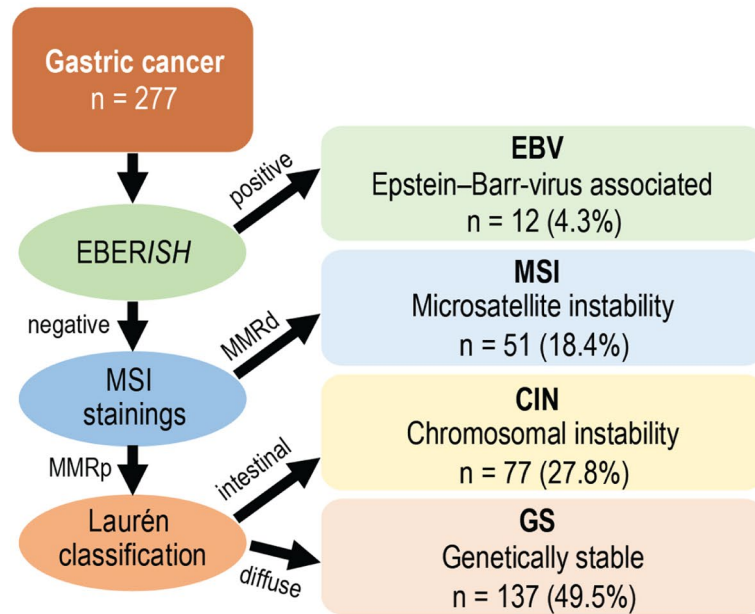 Gastric cancer
n = 277
positive
EBV
Epstein–Barr-virus associated
n = 12 (4.3%)
EBERISH
negative
MMRd
MSI
Microsatellite instability
n = 51 (18.4%)
MSI
stainings
MMRp
intestinal
CIN
Chromosomal instability
n = 77 (27.8%)
Laurén
classification
diffuse
GS
Genetically stable
n = 137 (49.5%)